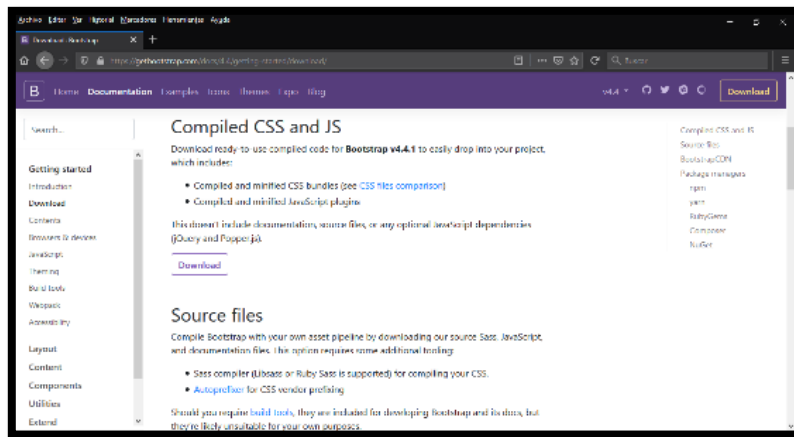 Archivo Editar Ver Historial Marcadores Herramientas Ayuda
Download · Bootstrap
https://getbootstrap.com/docs/4.4/getting-started/download/
Buscar
B Home Documentation Examples Icons Themes Expo Blog v4.4 Download
Search...
Getting started
Introduction
Download
Contents
Browsers & devices
JavaScript
Theming
Build tools
Webpack
Accessibility
Layout
Content
Components
Utilities
Extend
Compiled CSS and JS
Download ready-to-use compiled code for Bootstrap v4.4.1 to easily drop into your project,
which includes:
• Compiled and minified CSS bundles (see CSS files comparison)
• Compiled and minified JavaScript plugins
This doesn't include documentation, source files, or any optional JavaScript dependencies
(jQuery and Popper.js).
Download
Source files
Compile Bootstrap with your own asset pipeline by downloading our source Sass, JavaScript,
and documentation files. This option requires some additional tooling:
• Sass compiler (Libsass or Ruby Sass is supported) for compiling your CSS.
• Autoprefixer for CSS vendor prefixing
Should you require build tools, they are included for developing Bootstrap and its docs, but
they're likely unsuitable for your own purposes.
Compiled CSS and JS
Source files
BootstrapCDN
Package managers
npm
yarn
RubyGems
Composer
NuGet